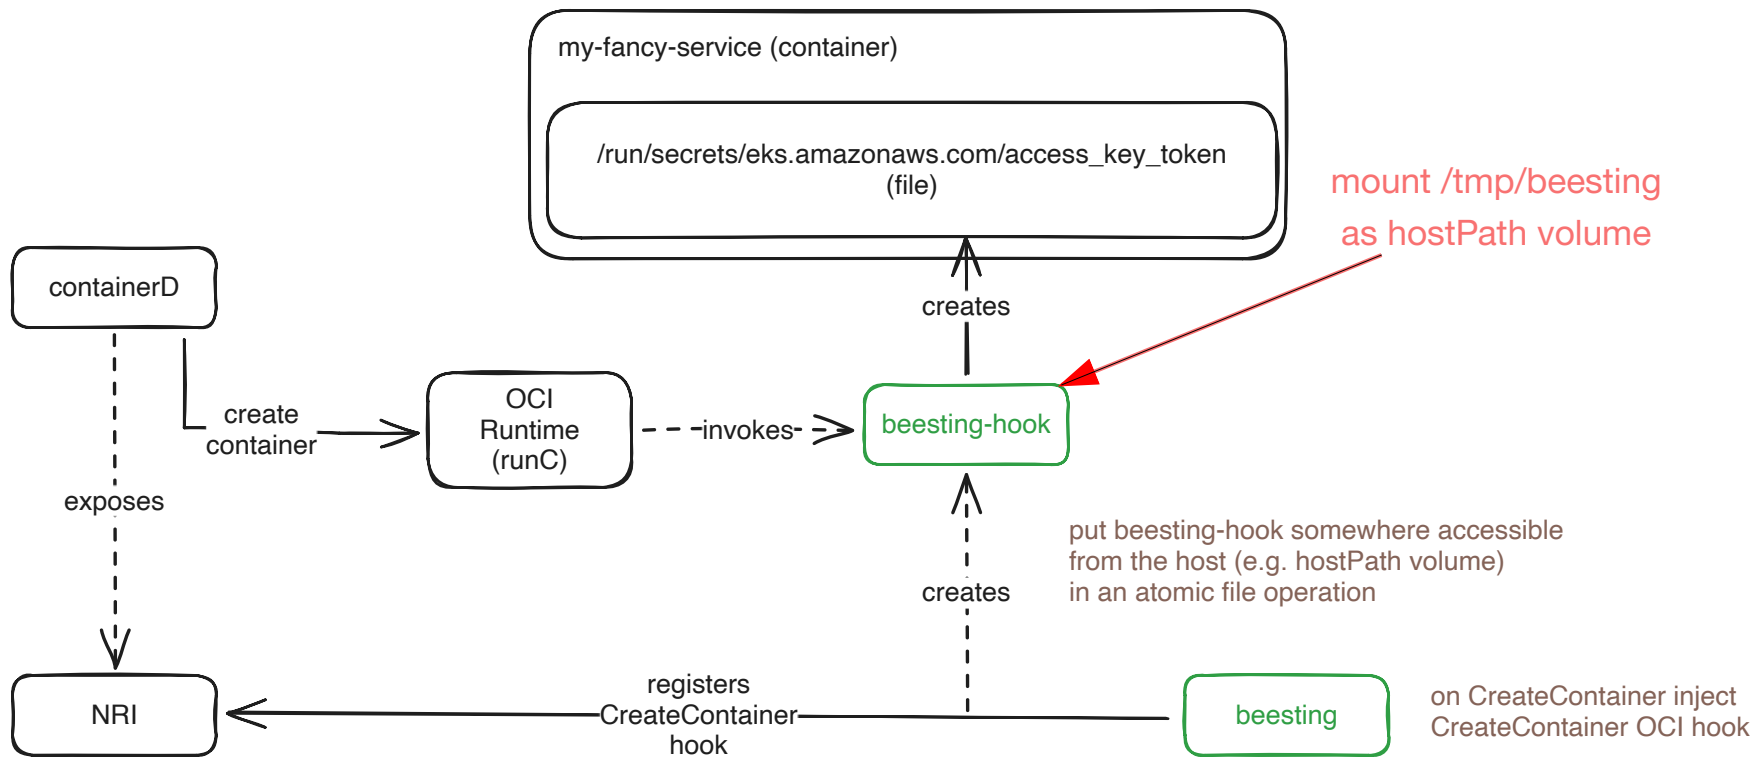 my-fancy-service (container)
/run/secrets/eks.amazonaws.com/access_key_token
(file)
mount /tmp/beesting
as hostPath volume
containerD
creates
OCI
Runtime
(runC)
create
container
invokes
beesting-hook
exposes
put beesting-hook somewhere accessible
from the host (e.g. hostPath volume)
in an atomic file operation
creates
NRI
registers
CreateContainer
hook
beesting
on CreateContainer inject
CreateContainer OCI hook